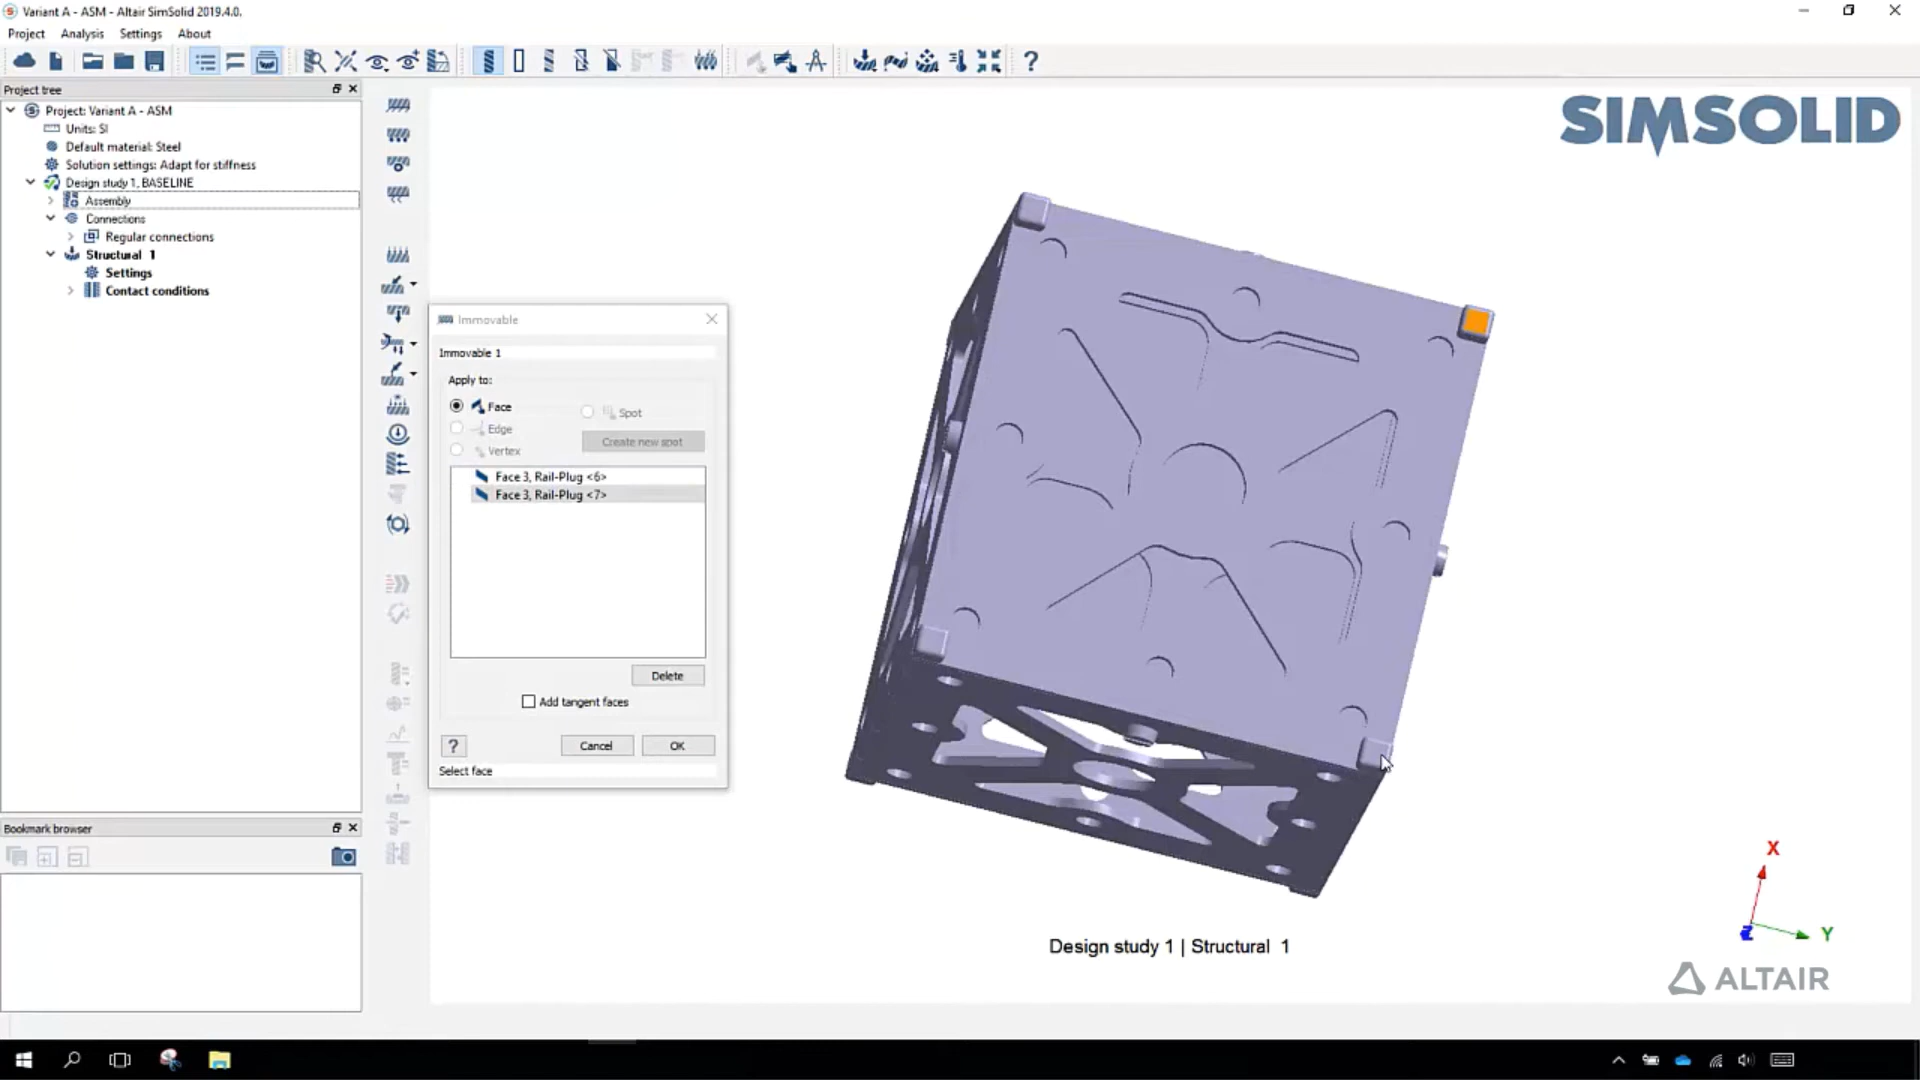 Variant A - ASM - Altair SimSolid 2019.4.0.
Project Analysis Settings About
?
SIMSOLID
Project tree
Project: Variant A - ASM
Units: SI
Default material: Steel
Solution settings: Adapt for stiffness
Design study 1, BASELINE
Assembly
Connections
Regular connections
Structural 1
Settings
Contact conditions
Immovable
Immovable 1
Apply to:
Face
Spot
Edge
Create new spot
Vertex
Face 3, Rail-Plug <6>
Face 3, Rail-Plug <7>
Delete
Add tangent faces
? Cancel OK
Select face
Bookmark browser
X
Y
Z
Design study 1 | Structural 1
ALTAIR